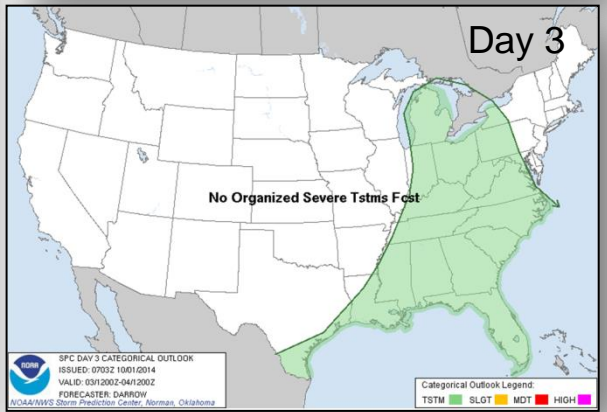 Day 3
No Organized Severe Tstms Fcst
NOAA
SPC DAY 3 CATEGORICAL OUTLOOK
ISSUED: 0703Z 10/01/2014
VALID: 03/1200Z-04/1200Z
FORECASTER: DARROW
NOAA/NWS Storm Prediction Center, Norman, Oklahoma
Categorical Outlook Legend:
TSTM SLGT MDT HIGH